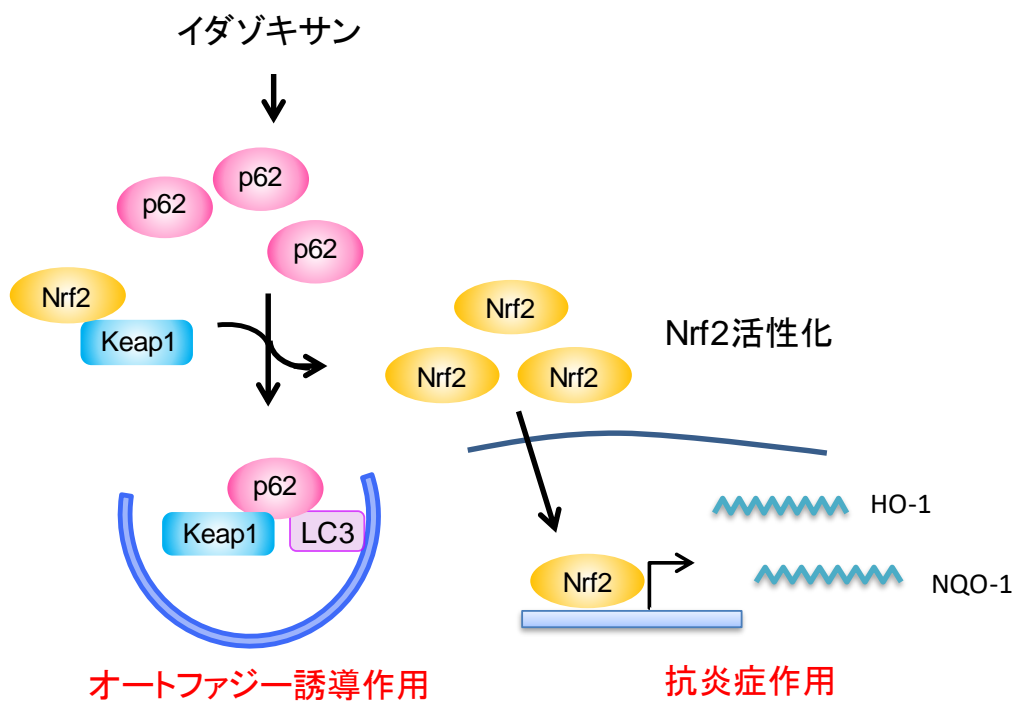 イダゾキサン
p62
p62
p62
Nrf2
Keap1
Nrf2
Nrf2
Nrf2
Nrf2活性化
p62
Keap1
LC3
Nrf2
HO-1
NQO-1
オートファジー誘導作用
抗炎症作用